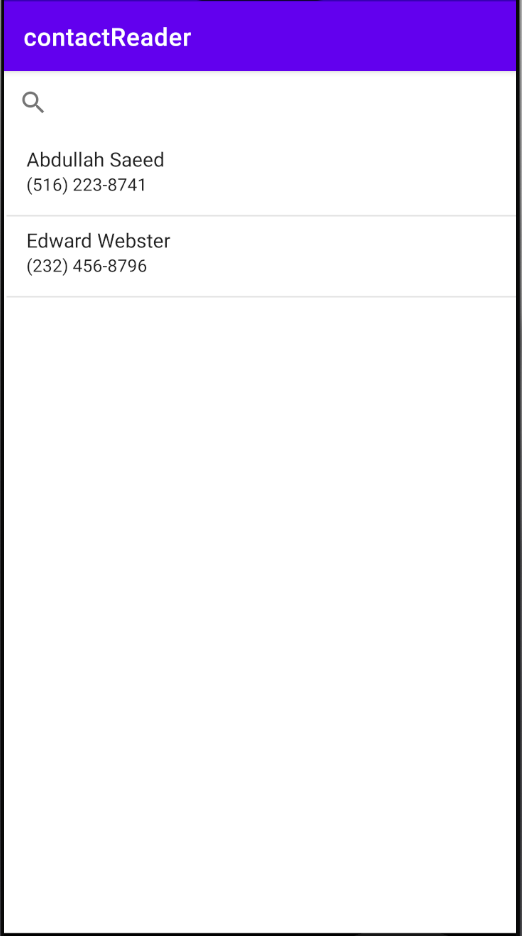 contactReader
Abdullah Saeed
(516) 223-8741
Edward Webster
(232) 456-8796